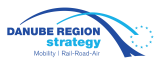 DANUBE REGION
strategy
Mobility | Rail-Road-Air